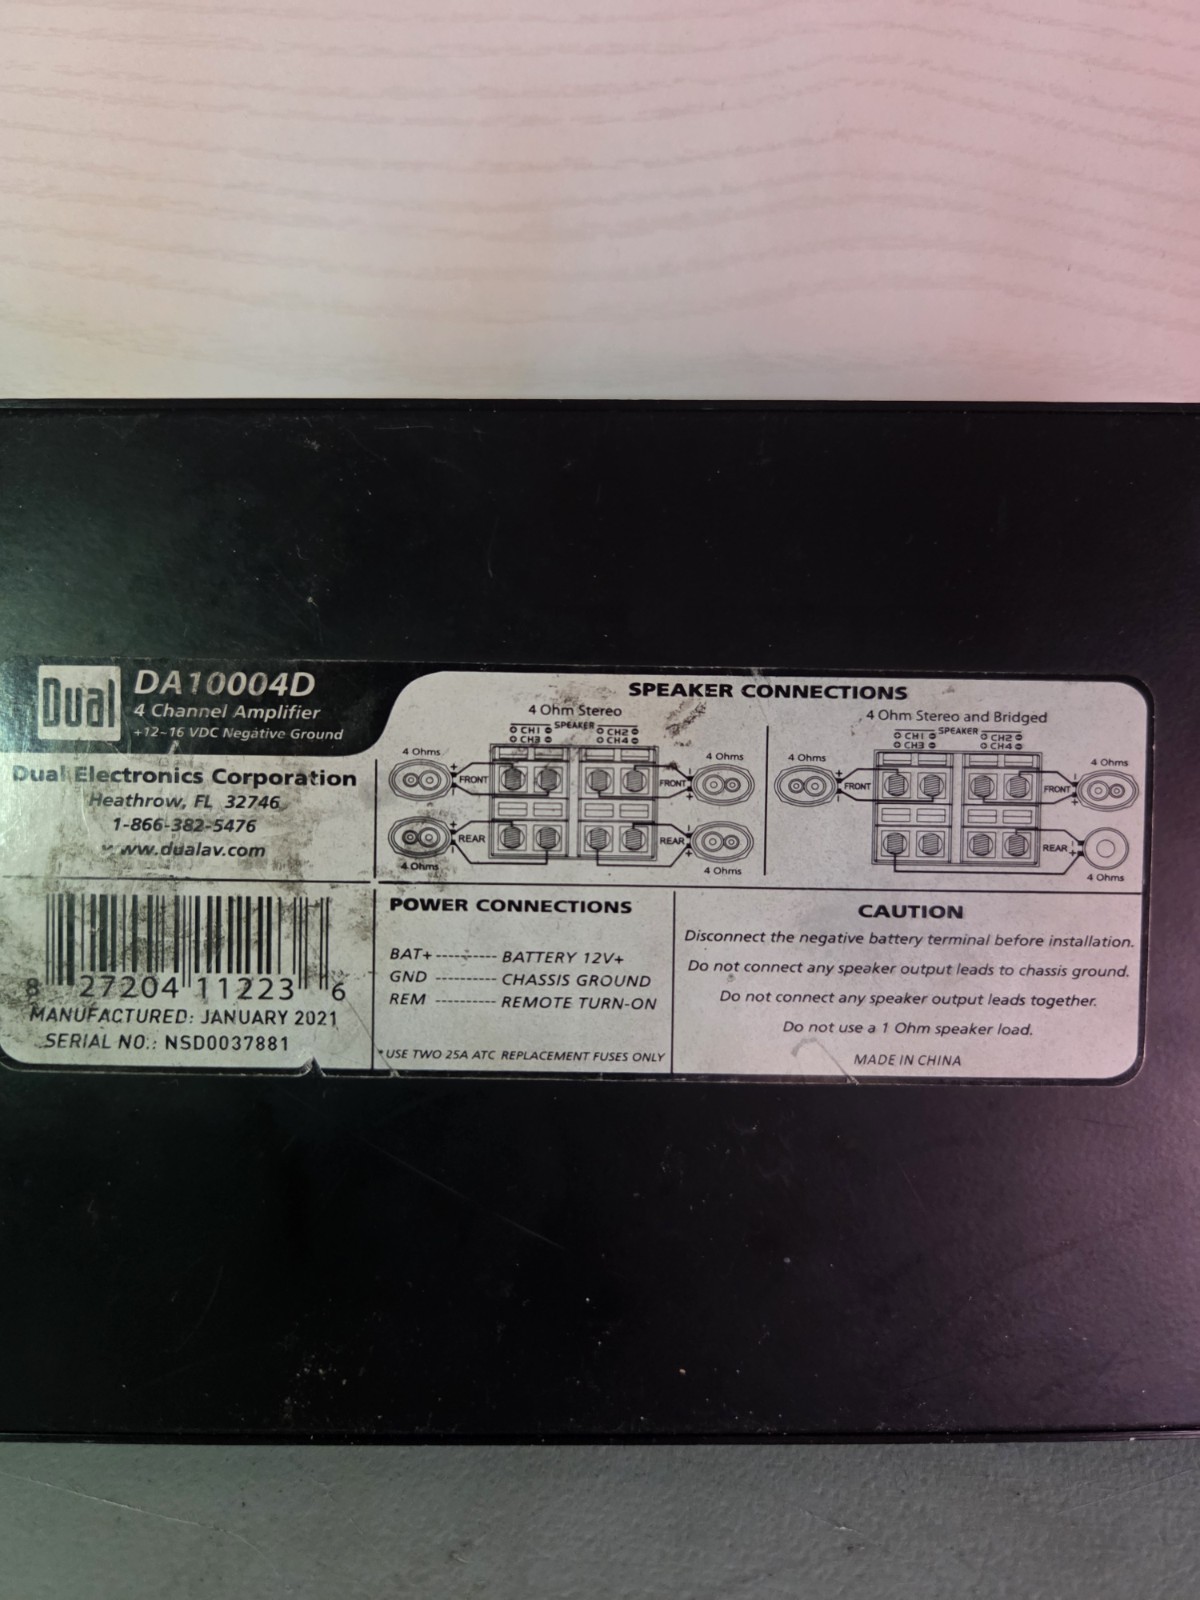 Dual
DA10004D
4 Channel Amplifier
+12~16 VDC Negative Ground
Dual Electronics Corporation
Heathrow, FL 32746
1-866-382-5476
www.dualav.com
8 27204 11223 6
MANUFACTURED: JANUARY 2021
SERIAL NO.: NSD0037881
SPEAKER CONNECTIONS
4 Ohm Stereo
SPEAKER
CH1 CH2
CH3 CH4
4 Ohms
FRONT
FRONT
4 Ohms
REAR
REAR
4 Ohms
4 Ohms
4 Ohm Stereo and Bridged
SPEAKER
CH1 CH2
CH3 CH4
4 Ohms
FRONT
FRONT
4 Ohms
REAR
4 Ohms
POWER CONNECTIONS
BAT+ ---------- BATTERY 12V+
GND ---------- CHASSIS GROUND
REM ---------- REMOTE TURN-ON
*USE TWO 25A ATC REPLACEMENT FUSES ONLY
CAUTION
Disconnect the negative battery terminal before installation.
Do not connect any speaker output leads to chassis ground.
Do not connect any speaker output leads together.
Do not use a 1 Ohm speaker load.
MADE IN CHINA